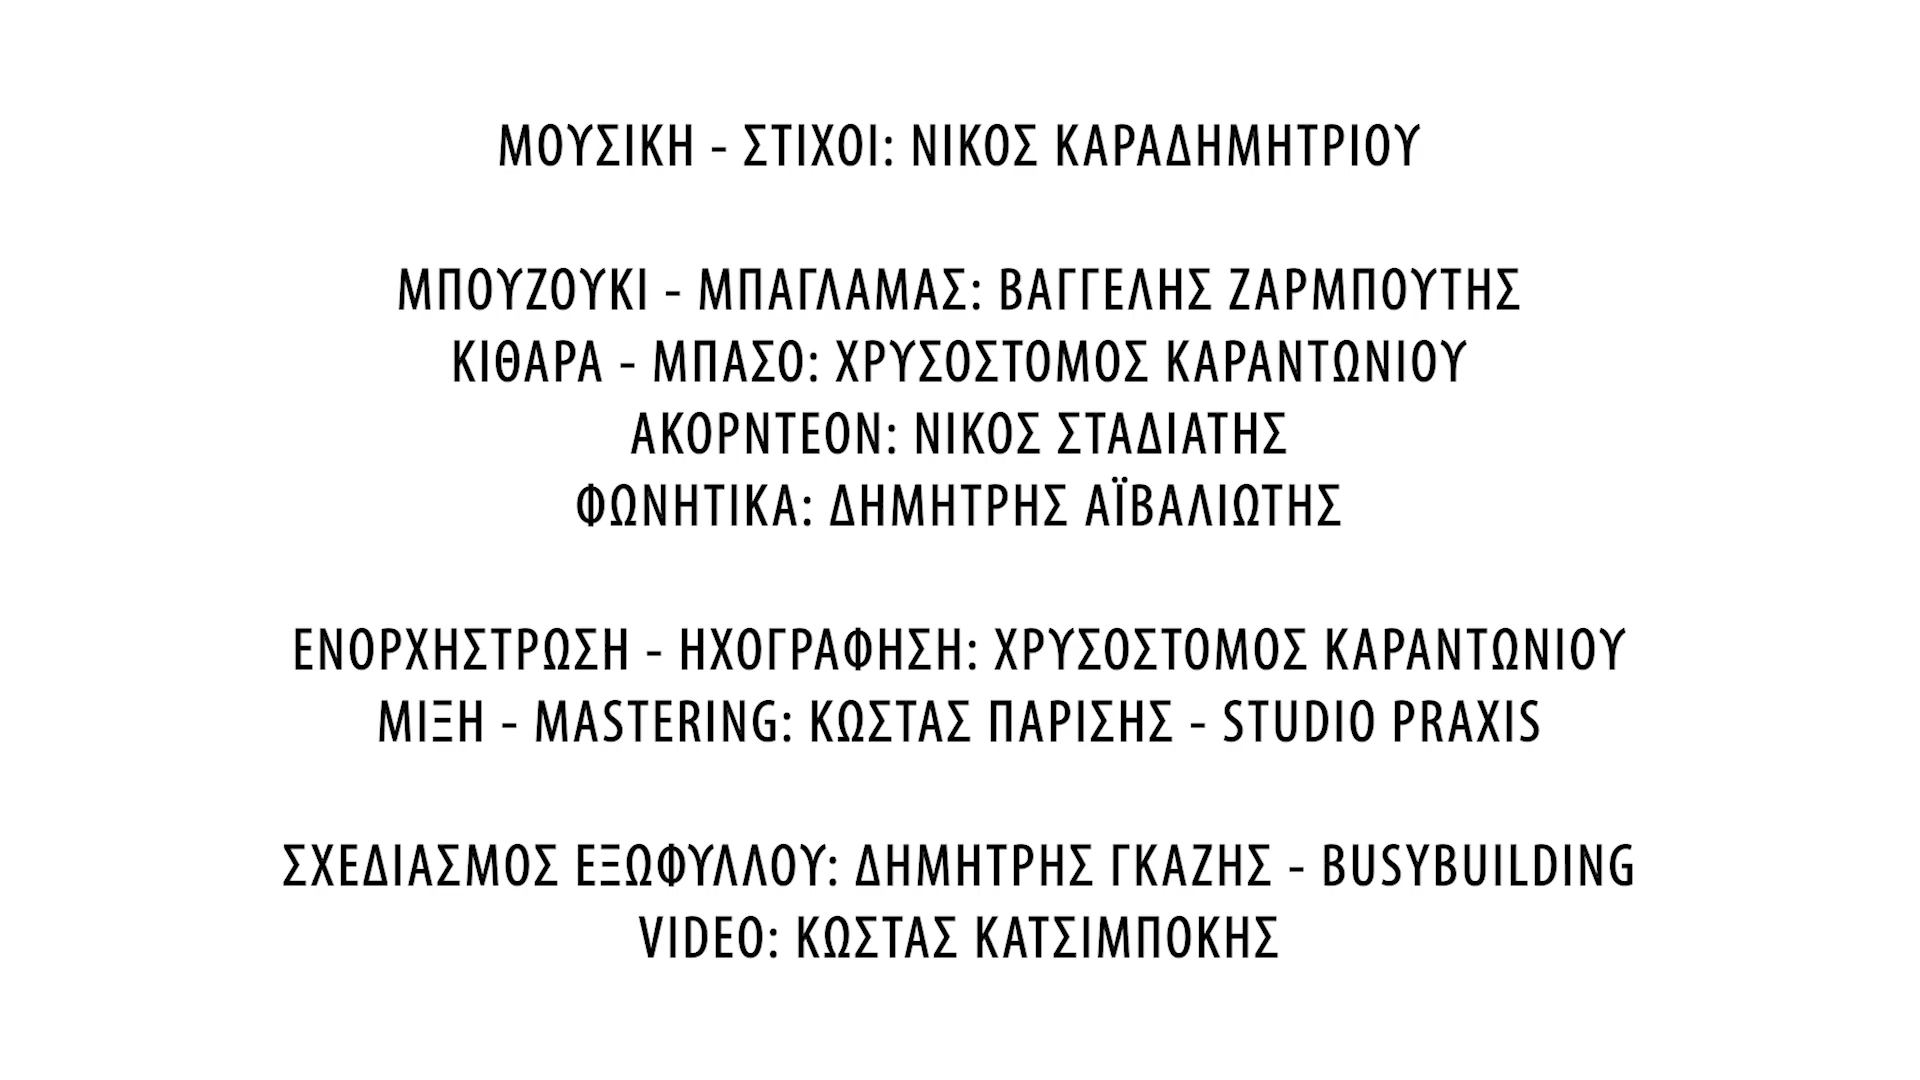 ΜΟΥΣΙΚΗ - ΣΤΙΧΟΙ: ΝΙΚΟΣ ΚΑΡΑΔΗΜΗΤΡΙΟΥ
ΜΠΟΥΖΟΥΚΙ - ΜΠΑΓΛΑΜΑΣ: ΒΑΓΓΕΛΗΣ ΖΑΡΜΠΟΥΤΗΣ
ΚΙΘΑΡΑ - ΜΠΑΣΟ: ΧΡΥΣΟΣΤΟΜΟΣ ΚΑΡΑΝΤΩΝΙΟΥ
ΑΚΟΡΝΤΕΟΝ: ΝΙΚΟΣ ΣΤΑΔΙΑΤΗΣ
ΦΩΝΗΤΙΚΑ: ΔΗΜΗΤΡΗΣ ΑΪΒΑΛΙΩΤΗΣ
ΕΝΟΡΧΗΣΤΡΩΣΗ - ΗΧΟΓΡΑΦΗΣΗ: ΧΡΥΣΟΣΤΟΜΟΣ ΚΑΡΑΝΤΩΝΙΟΥ
ΜΙΞΗ - MASTERING: ΚΩΣΤΑΣ ΠΑΡΙΣΗΣ - STUDIO PRAXIS
ΣΧΕΔΙΑΣΜΟΣ ΕΞΩΦΥΛΛΟΥ: ΔΗΜΗΤΡΗΣ ΓΚΑΖΗΣ - BUSYBUILDING
VIDEO: ΚΩΣΤΑΣ ΚΑΤΣΙΜΠΟΚΗΣ